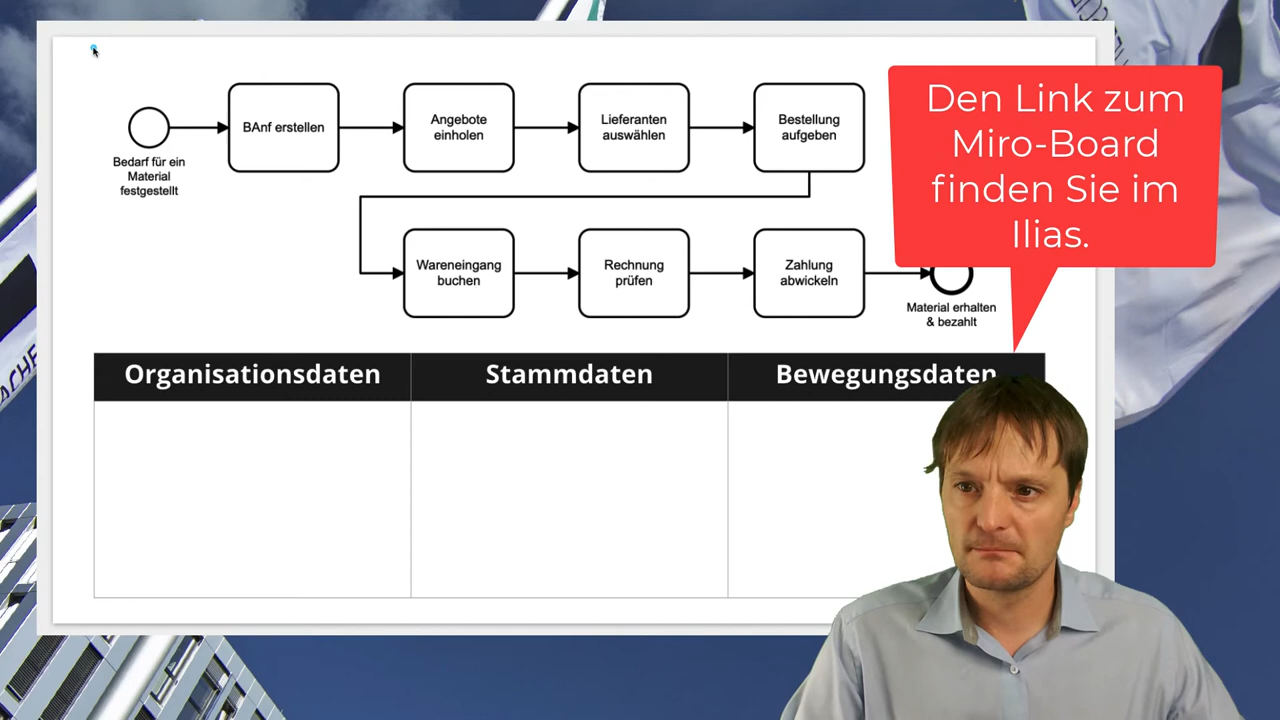 Den Link zum
Miro-Board
finden Sie im
Ilias.
Bedarf für ein
Material
festgestellt
BAnf erstellen
Angebote
einholen
Lieferanten
auswählen
Bestellung
aufgeben
Wareneingang
buchen
Rechnung
prüfen
Zahlung
abwickeln
Material erhalten
& bezahlt
Organisationsdaten
Stammdaten
Bewegungsdaten
ACHE